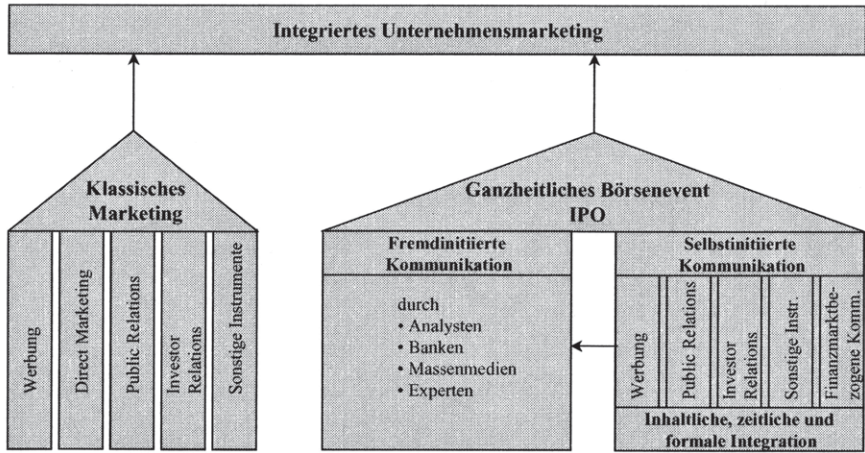 Integriertes Unternehmensmarketing
Klassisches
Marketing
Werbung
Direct Marketing
Public Relations
Investor
Relations
Sonstige Instrumente
Ganzheitliches Börsenevent
IPO
Fremdinitiierte
Kommunikation
durch
• Analysten
• Banken
• Massenmedien
• Experten
Selbstinitiierte
Kommunikation
Werbung
Public Relations
Investor
Relations
Sonstige Instr.
Finanzmarktbe-
zogene Komm.
Inhaltliche, zeitliche und
formale Integration